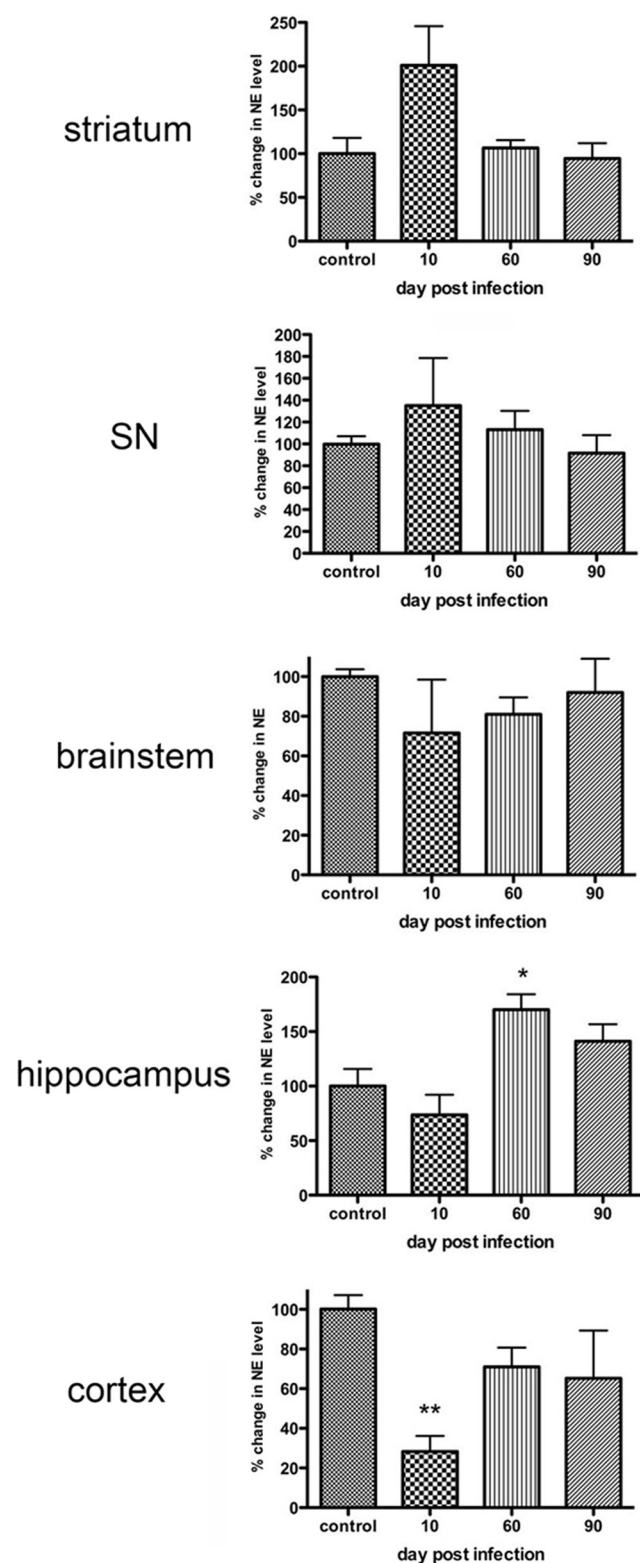 striatum
% change in NE level
250
200
150
100
50
0
control 10 60 90
day post infection
SN
% change in NE level
200
180
160
140
120
100
80
60
40
20
0
control 10 60 90
day post infection
brainstem
% change in NE
100
80
60
40
20
0
control 10 60 90
day post infection
hippocampus
% change in NE level
200
150
100
50
0
*
control 10 60 90
day post infection
cortex
% change in NE level
100
80
60
40
20
0
**
control 10 60 90
day post infection